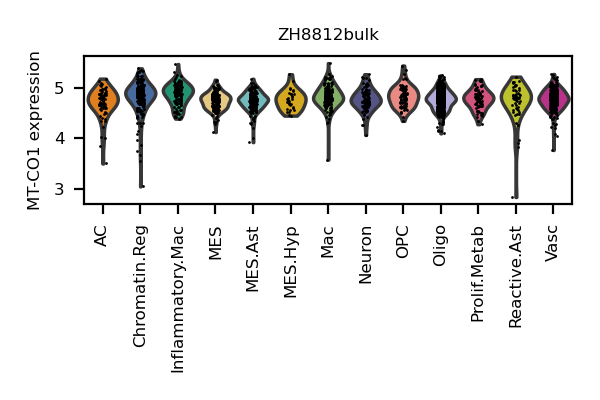 ZH8812bulk
MT-CO1 expression
5
4
3
AC
Chromatin.Reg
Inflammatory.Mac
MES
MES.Ast
MES.Hyp
Mac
Neuron
OPC
Oligo
Prolif.Metab
Reactive.Ast
Vasc